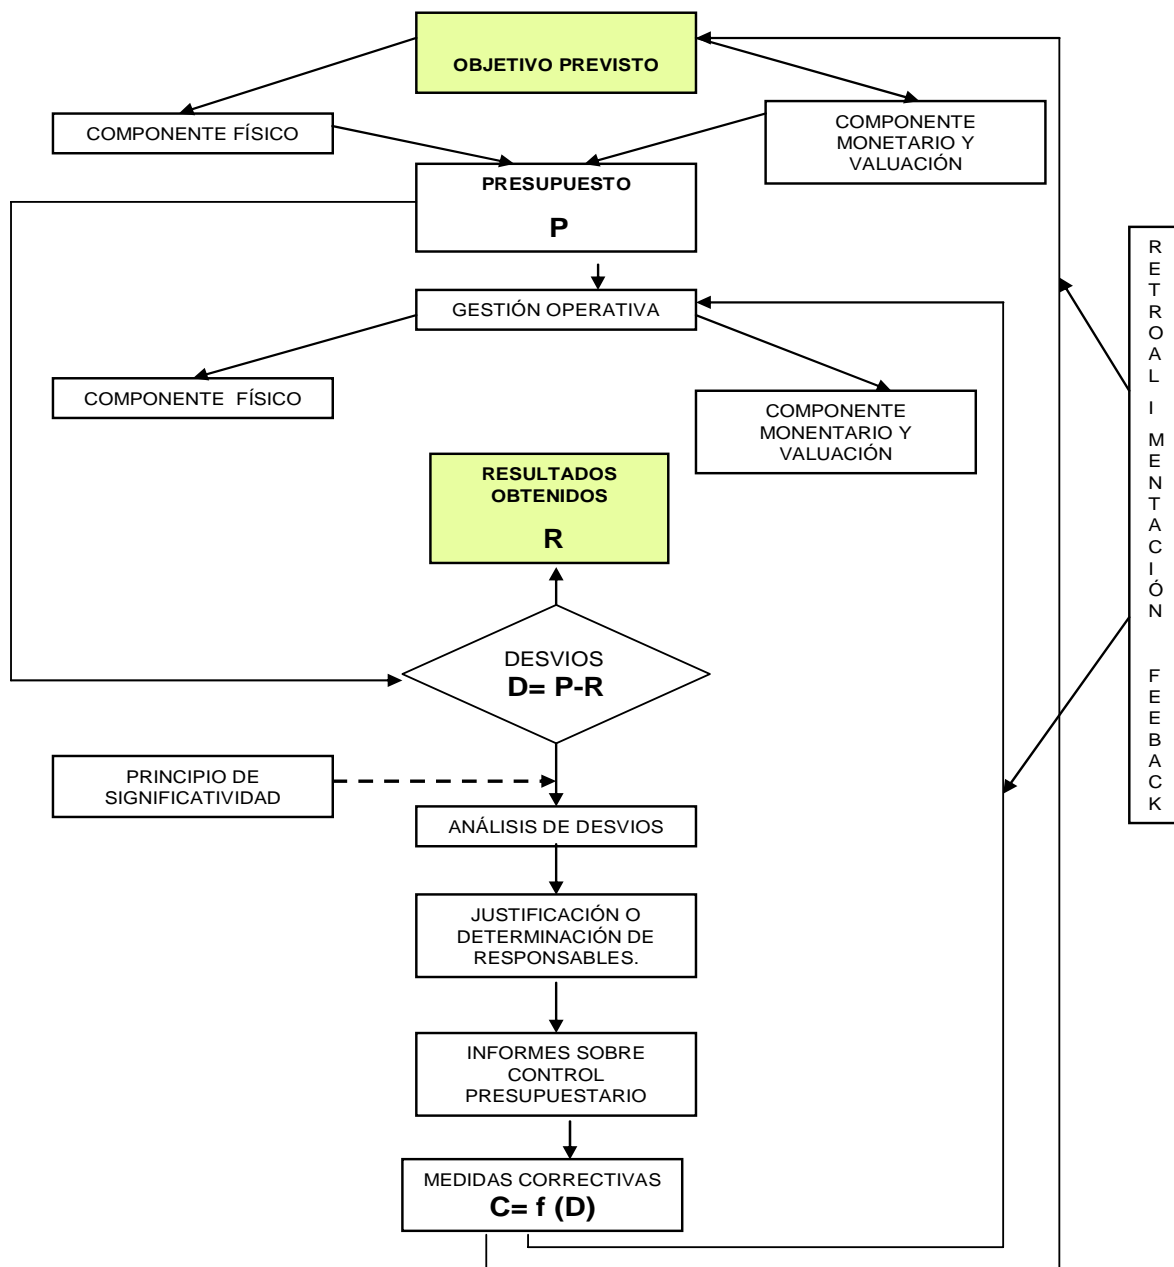 OBJETIVO PREVISTO
COMPONENTE FÍSICO
COMPONENTE
MONETARIO Y
VALUACIÓN
PRESUPUESTO
P
GESTIÓN OPERATIVA
COMPONENTE FÍSICO
COMPONENTE
MONENTARIO Y
VALUACIÓN
RESULTADOS
OBTENIDOS
R
DESVIOS
D= P-R
PRINCIPIO DE
SIGNIFICATIVIDAD
ANÁLISIS DE DESVIOS
JUSTIFICACIÓN O
DETERMINACIÓN DE
RESPONSABLES.
INFORMES SOBRE
CONTROL
PRESUPUESTARIO
MEDIDAS CORRECTIVAS
C= f (D)
RETROALIMENTACIÓN FEEBACK